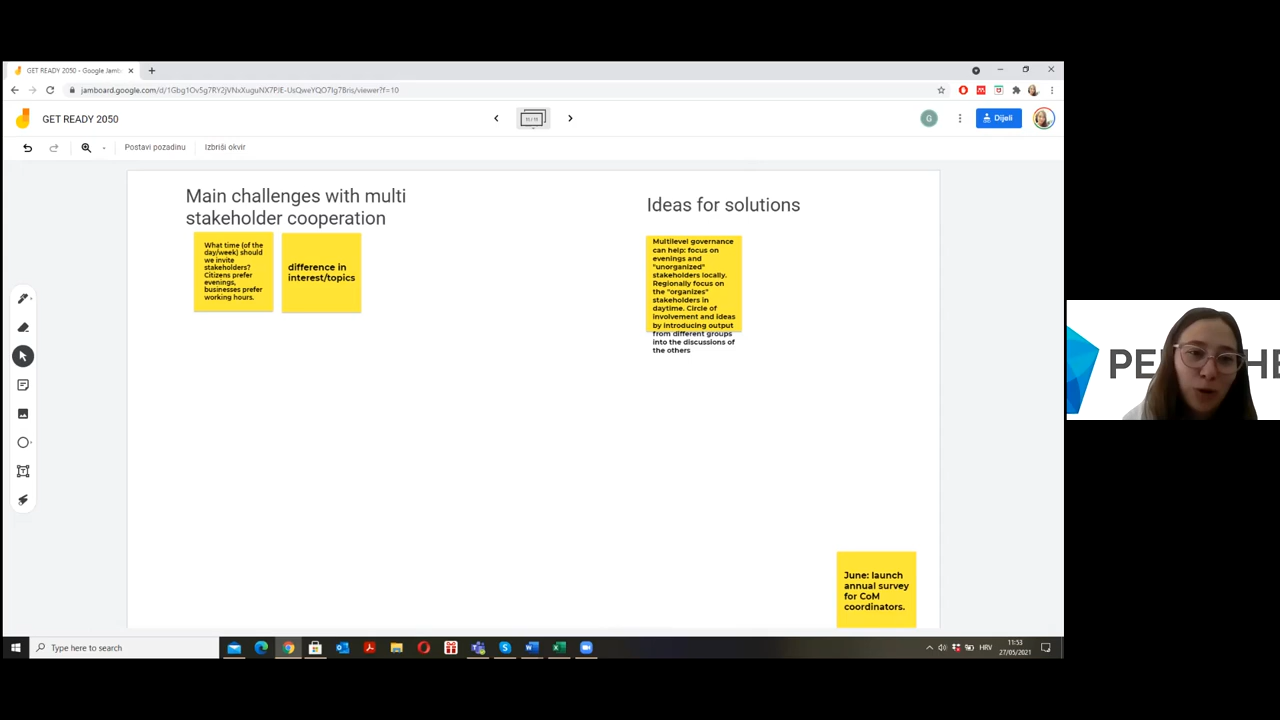 GET READY 2050 - Google Jamb
jamboard.google.com/d/1Gbg1Ov5g7RY2jVNxXuguNX7PJE-UsQweYQO7Ig7Bris/viewer?f=10
GET READY 2050
11 / 11
G
Dijeli
Postavi pozadinu
Izbriši okvir
Main challenges with multi
stakeholder cooperation
Ideas for solutions
What time (of the
day/week) should
we invite
stakeholders?
Citizens prefer
evenings,
businesses prefer
working hours.
difference in
interest/topics
Multilevel governance
can help: focus on
evenings and
"unorganized"
stakeholders locally.
Regionally focus on
the "organizes"
stakeholders in
daytime. Circle of
involvement and ideas
by introducing output
from different groups
into the discussions of
the others
June: launch
annual survey
for CoM
coordinators.
Type here to search
HRV
11:53
27/05/2021